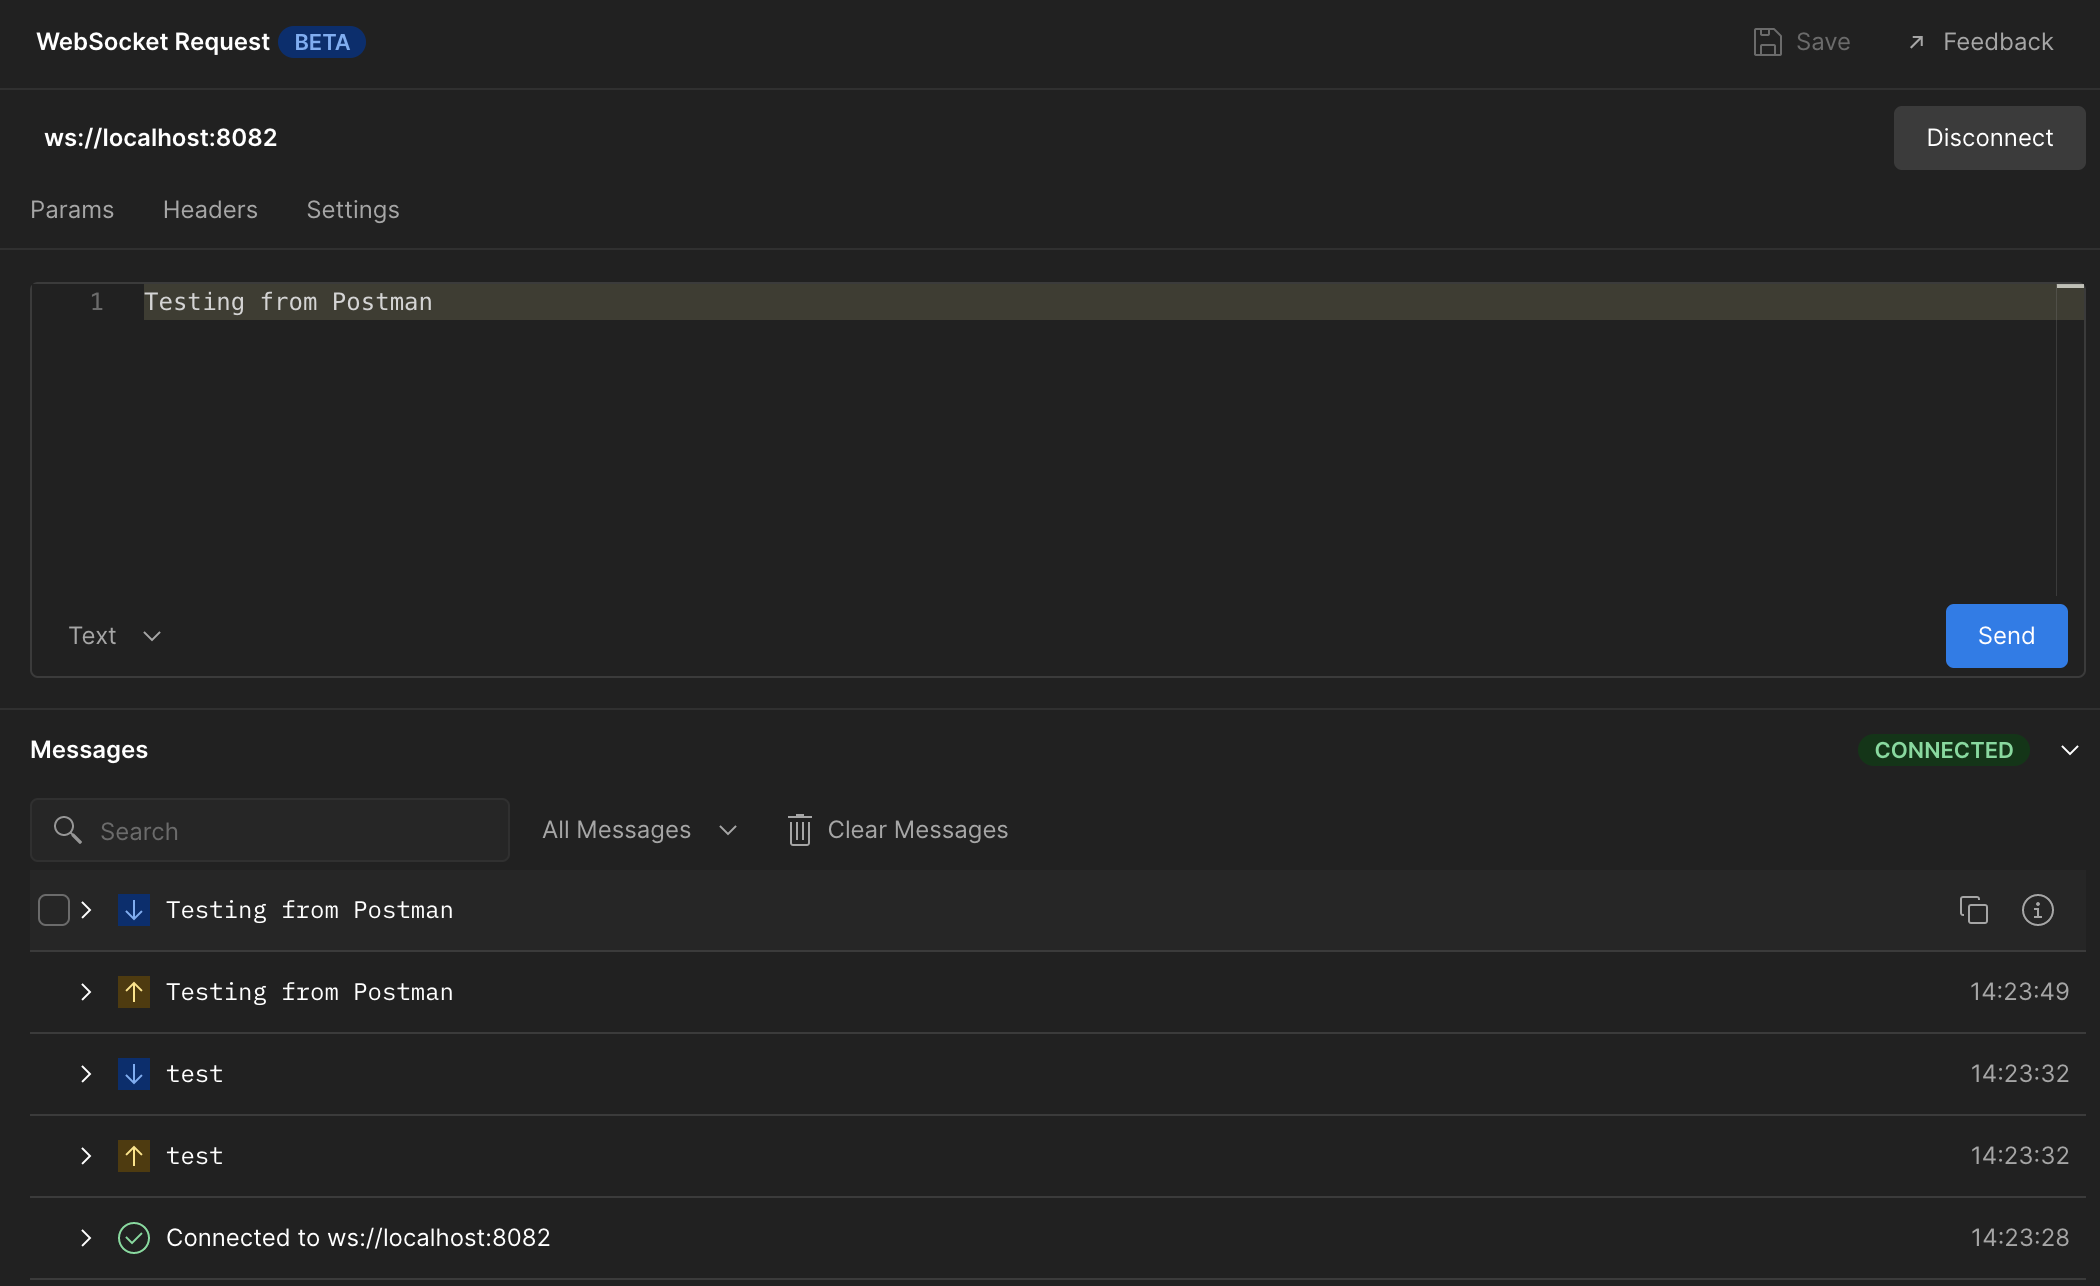 WebSocket Request BETA Save Feedback
ws://localhost:8082 Disconnect
Params Headers Settings
1 Testing from Postman
Text Send
Messages CONNECTED
Search All Messages Clear Messages
Testing from Postman
Testing from Postman 14:23:49
test 14:23:32
test 14:23:32
Connected to ws://localhost:8082 14:23:28